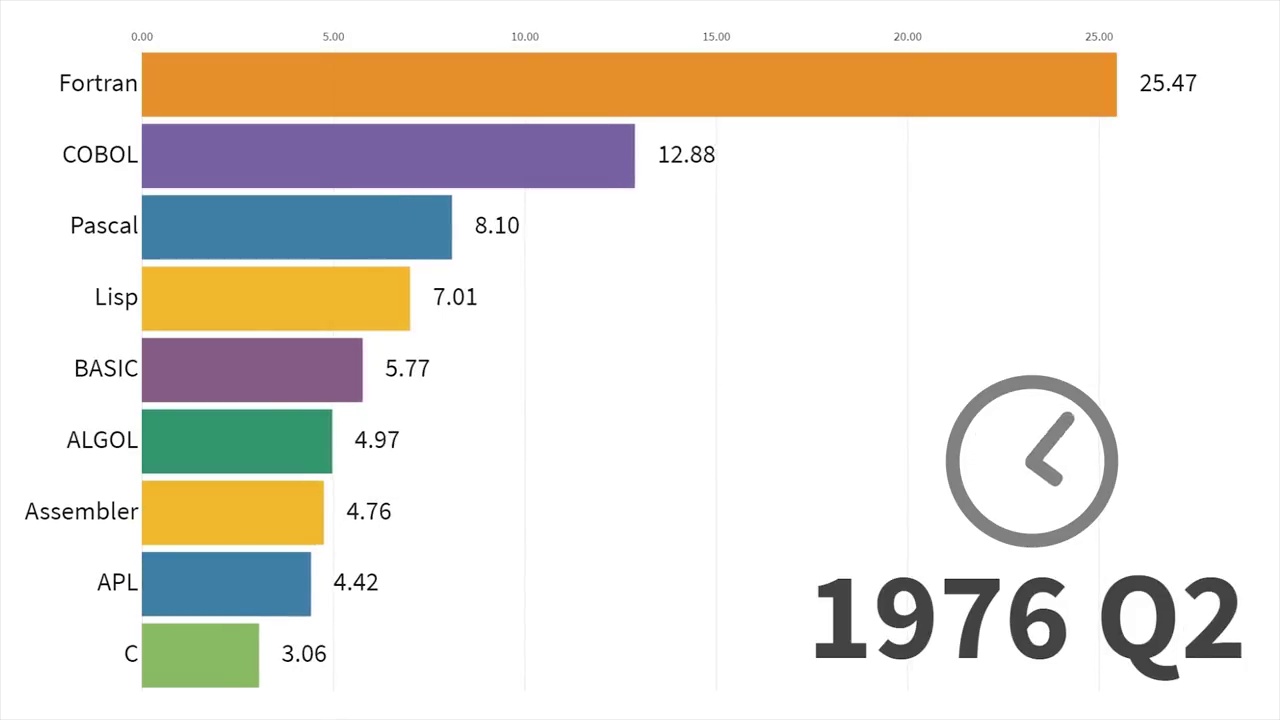 0.00 5.00 10.00 15.00 20.00 25.00
Fortran 25.47
COBOL 12.88
Pascal 8.10
Lisp 7.01
BASIC 5.77
ALGOL 4.97
Assembler 4.76
APL 4.42
C 3.06
1976 Q2